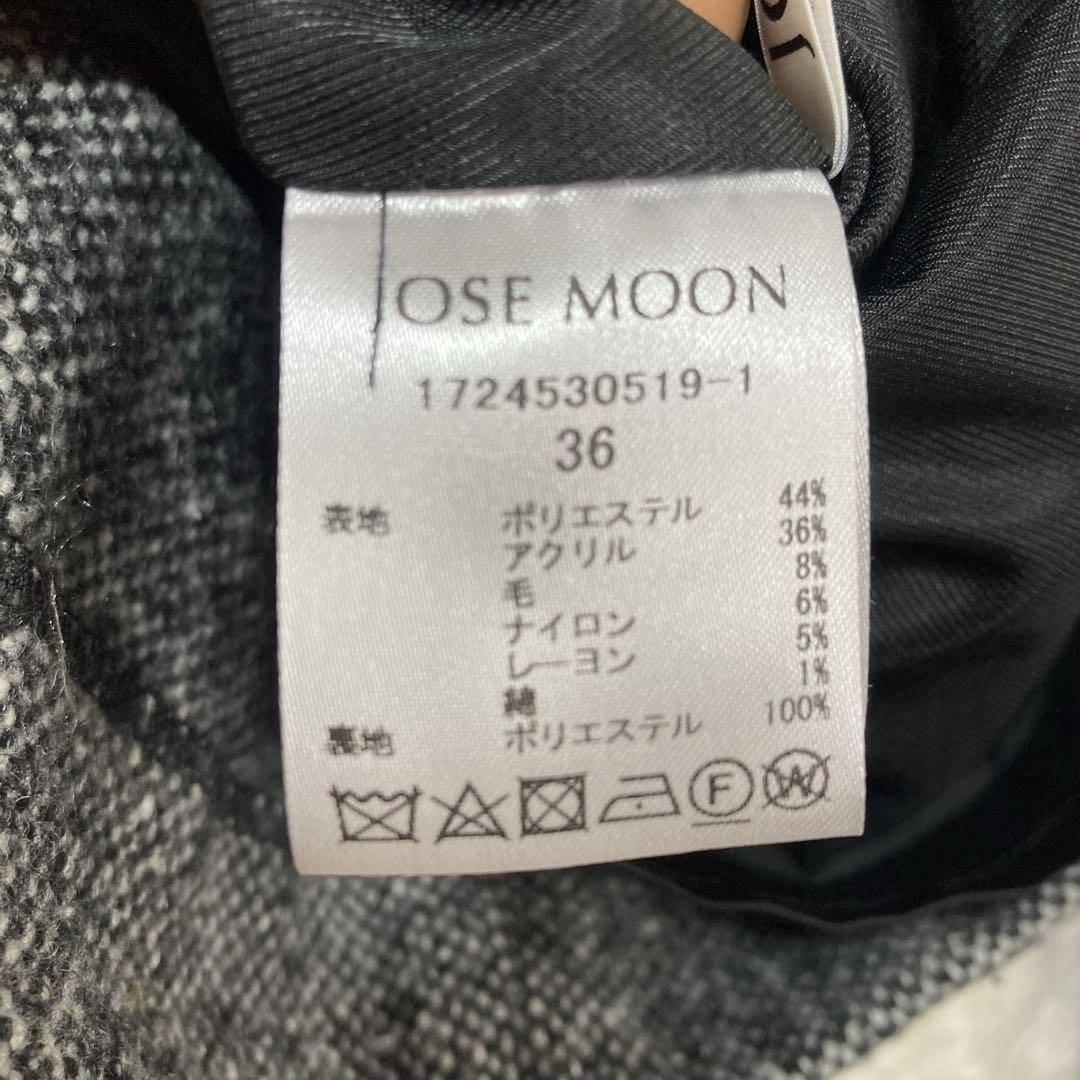 JOSE MOON
1724530519-1
36
表地 ポリエステル 44%
アクリル 36%
毛 8%
ナイロン 6%
レーヨン 5%
綿 1%
裏地 ポリエステル 100%
F W